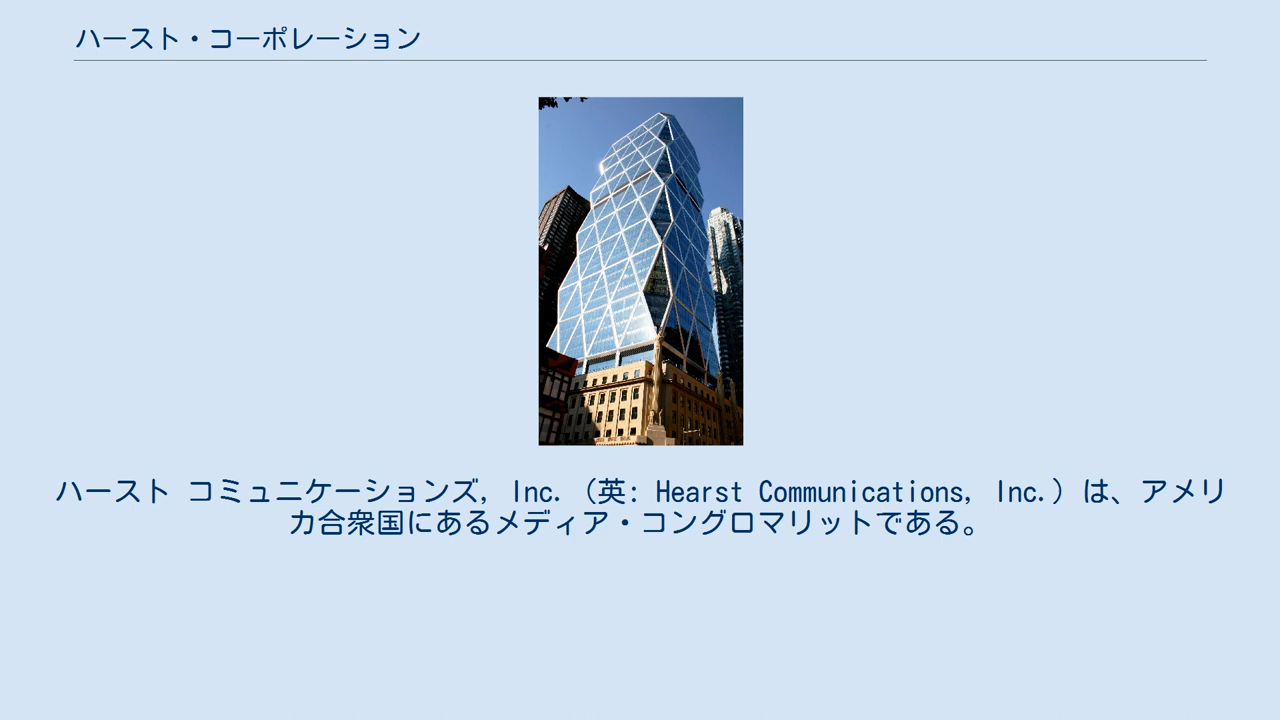 ハースト・コーポレーション
ハースト コミュニケーションズ, Inc.（英: Hearst Communications, Inc.）は、アメリ
カ合衆国にあるメディア・コングロマリットである。